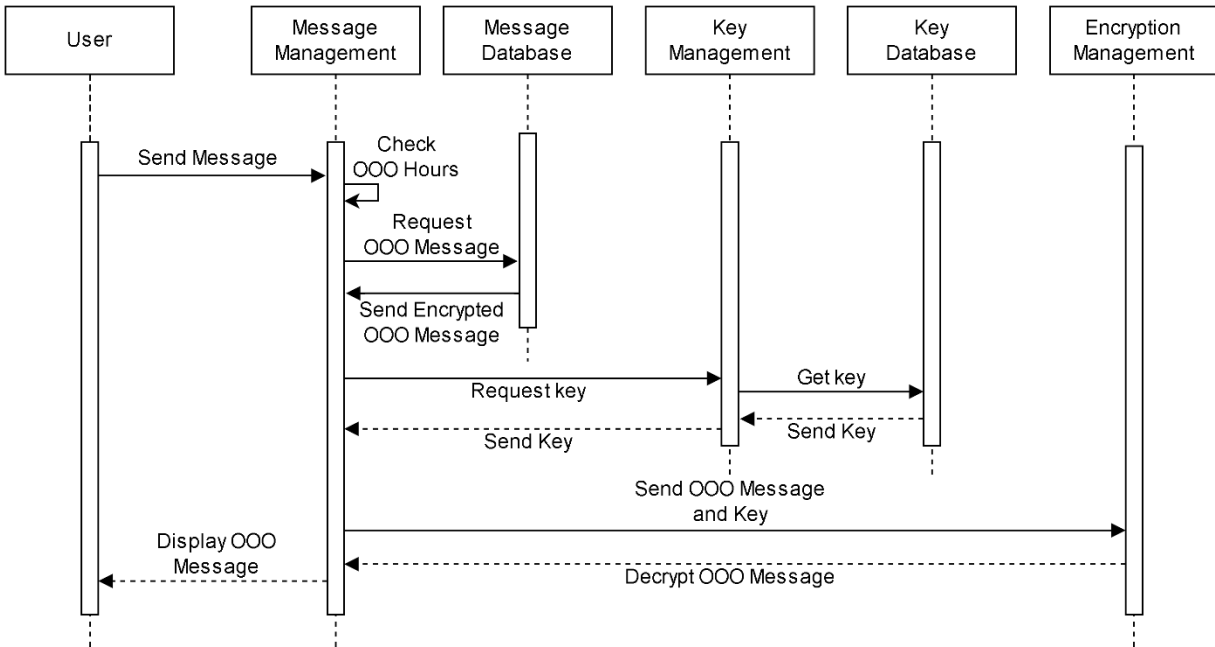 User
Message
Management
Message
Database
Key
Management
Key
Database
Encryption
Management
Send Message
Check
OOO Hours
Request
OOO Message
Send Encrypted
OOO Message
Request key
Get key
Send Key
Send Key
Send OOO Message
and Key
Display OOO
Message
Decrypt OOO Message